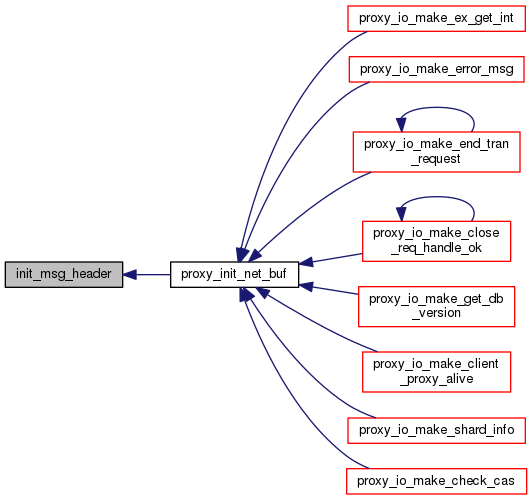 proxy_io_make_ex_get_int
proxy_io_make_error_msg
proxy_io_make_end_tran
_request
proxy_io_make_close
_req_handle_ok
init_msg_header
proxy_init_net_buf
proxy_io_make_get_db
_version
proxy_io_make_client
_proxy_alive
proxy_io_make_shard_info
proxy_io_make_check_cas